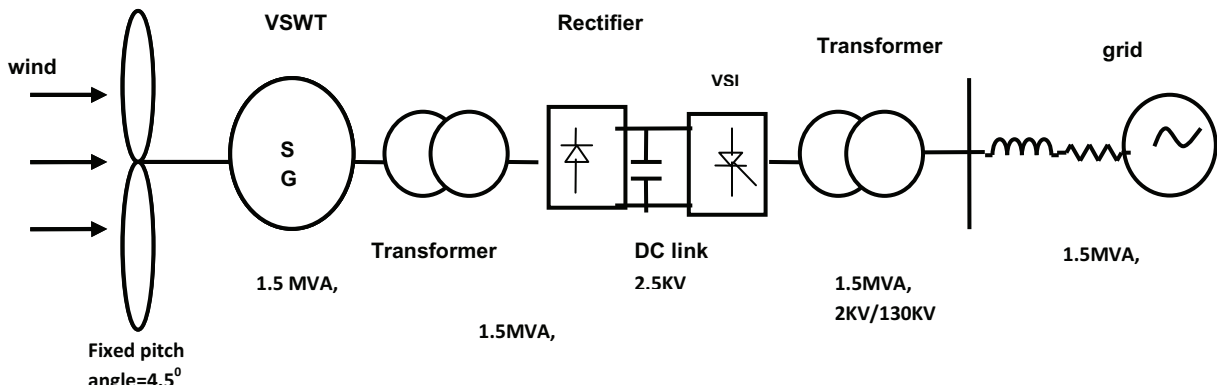 VSWT
Rectifier
Transformer
grid
wind
VSI
S
G
Transformer
DC link
1.5 MVA,
2.5KV
1.5MVA,
2KV/130KV
1.5MVA,
1.5MVA,
Fixed pitch
angle=4.5⁰